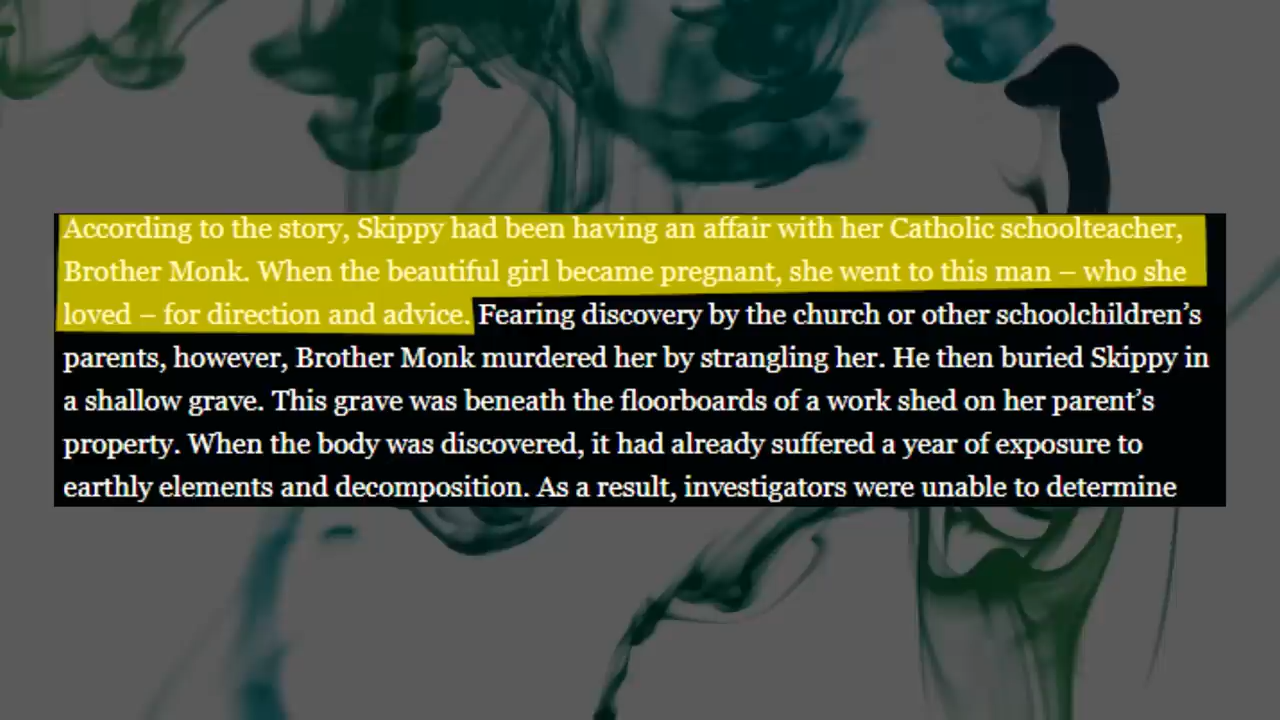 According to the story, Skippy had been having an affair with her Catholic schoolteacher,
Brother Monk. When the beautiful girl became pregnant, she went to this man – who she
loved – for direction and advice. Fearing discovery by the church or other schoolchildren’s
parents, however, Brother Monk murdered her by strangling her. He then buried Skippy in
a shallow grave. This grave was beneath the floorboards of a work shed on her parent’s
property. When the body was discovered, it had already suffered a year of exposure to
earthly elements and decomposition. As a result, investigators were unable to determine